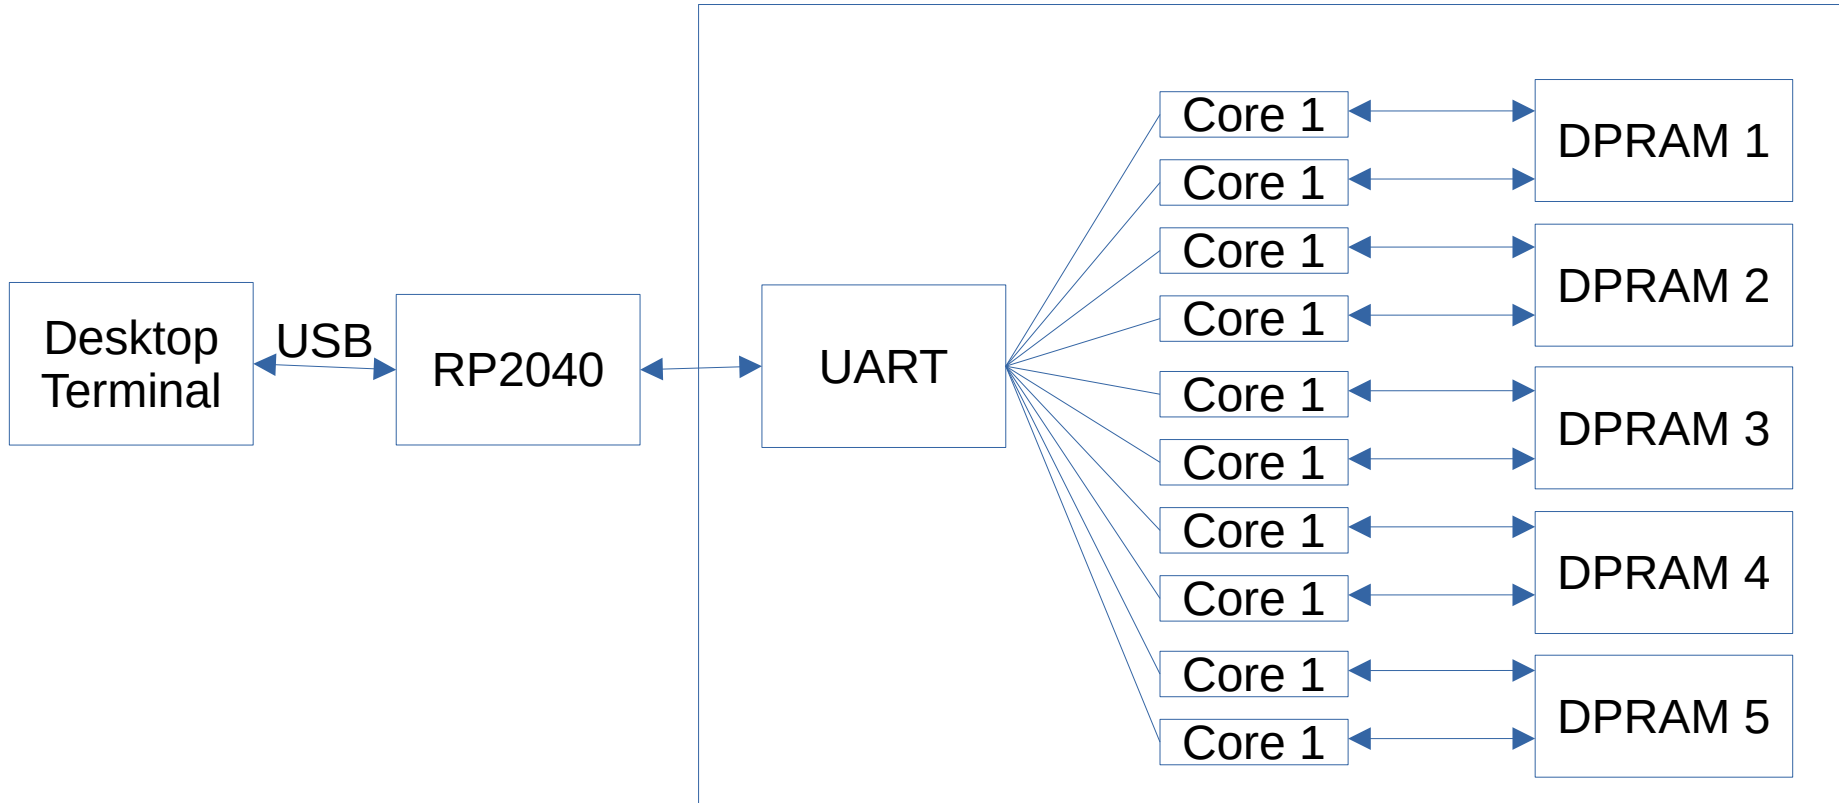 Desktop
Terminal
USB
RP2040
UART
Core 1
Core 1
Core 1
Core 1
Core 1
Core 1
Core 1
Core 1
Core 1
Core 1
DPRAM 1
DPRAM 2
DPRAM 3
DPRAM 4
DPRAM 5